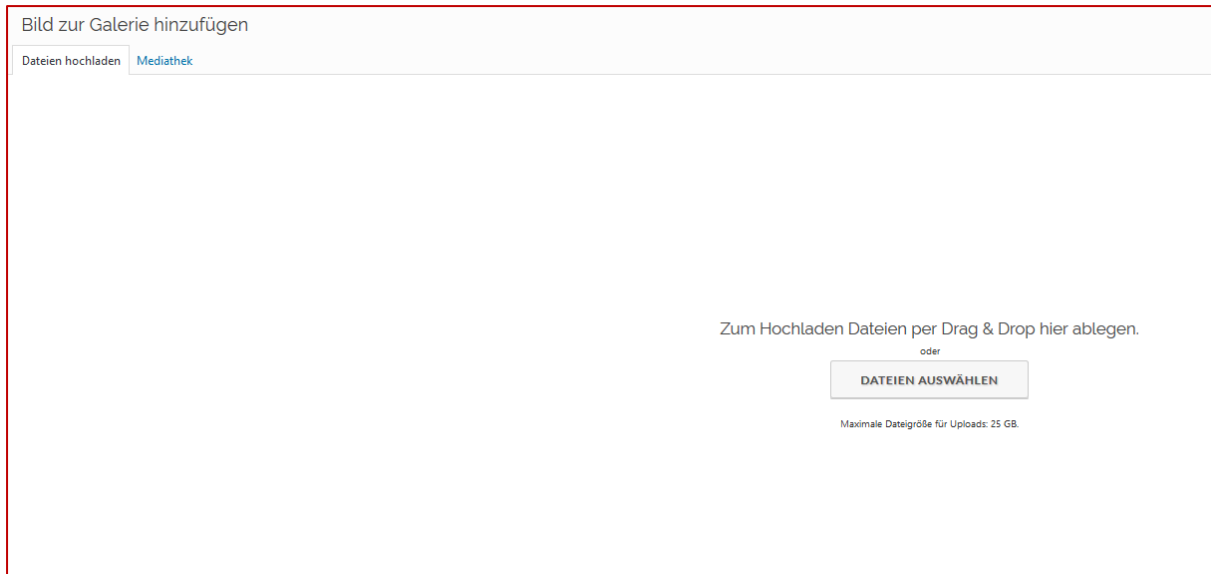 Bild zur Galerie hinzufügen
Dateien hochladen Mediathek
Zum Hochladen Dateien per Drag & Drop hier ablegen.
oder
DATEIEN AUSWÄHLEN
Maximale Dateigröße für Uploads: 25 GB.